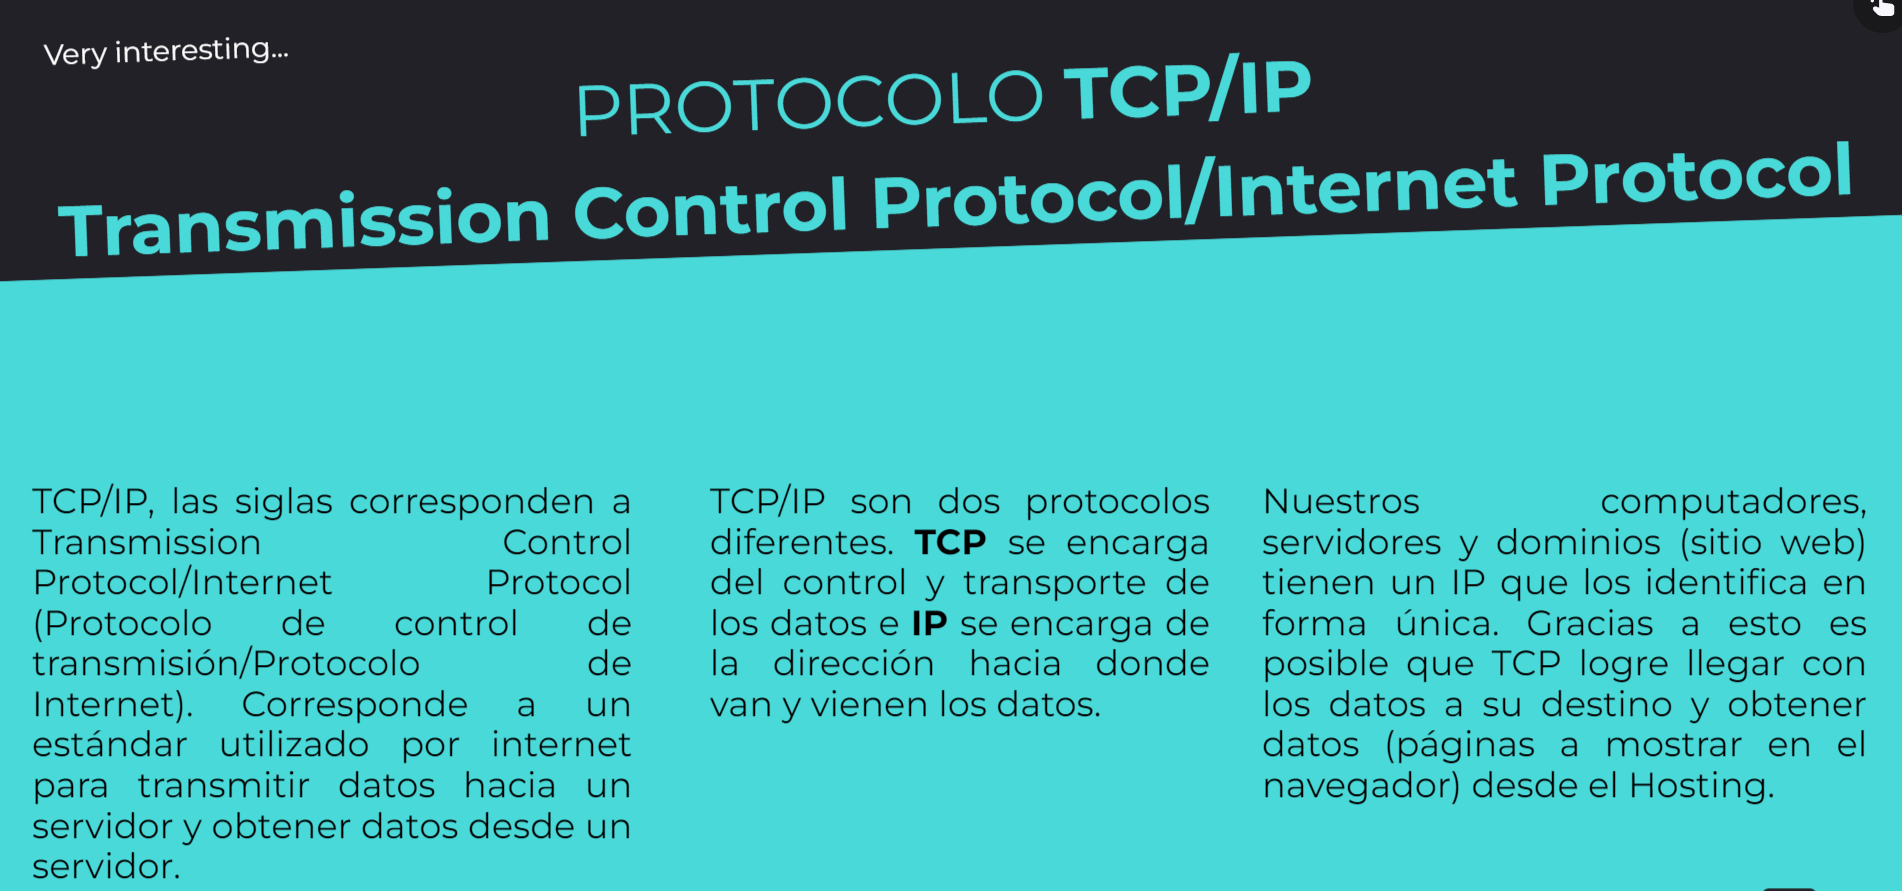 Very interesting...
PROTOCOLO TCP/IP
Transmission Control Protocol/Internet Protocol
TCP/IP, las siglas corresponden a
Transmission Control
Protocol/Internet Protocol
(Protocolo de control de
transmisión/Protocolo de
Internet). Corresponde a un
estándar utilizado por internet
para transmitir datos hacia un
servidor y obtener datos desde un
servidor.
TCP/IP son dos protocolos
diferentes. TCP se encarga
del control y transporte de
los datos e IP se encarga de
la dirección hacia donde
van y vienen los datos.
Nuestros computadores,
servidores y dominios (sitio web)
tienen un IP que los identifica en
forma única. Gracias a esto es
posible que TCP logre llegar con
los datos a su destino y obtener
datos (páginas a mostrar en el
navegador) desde el Hosting.